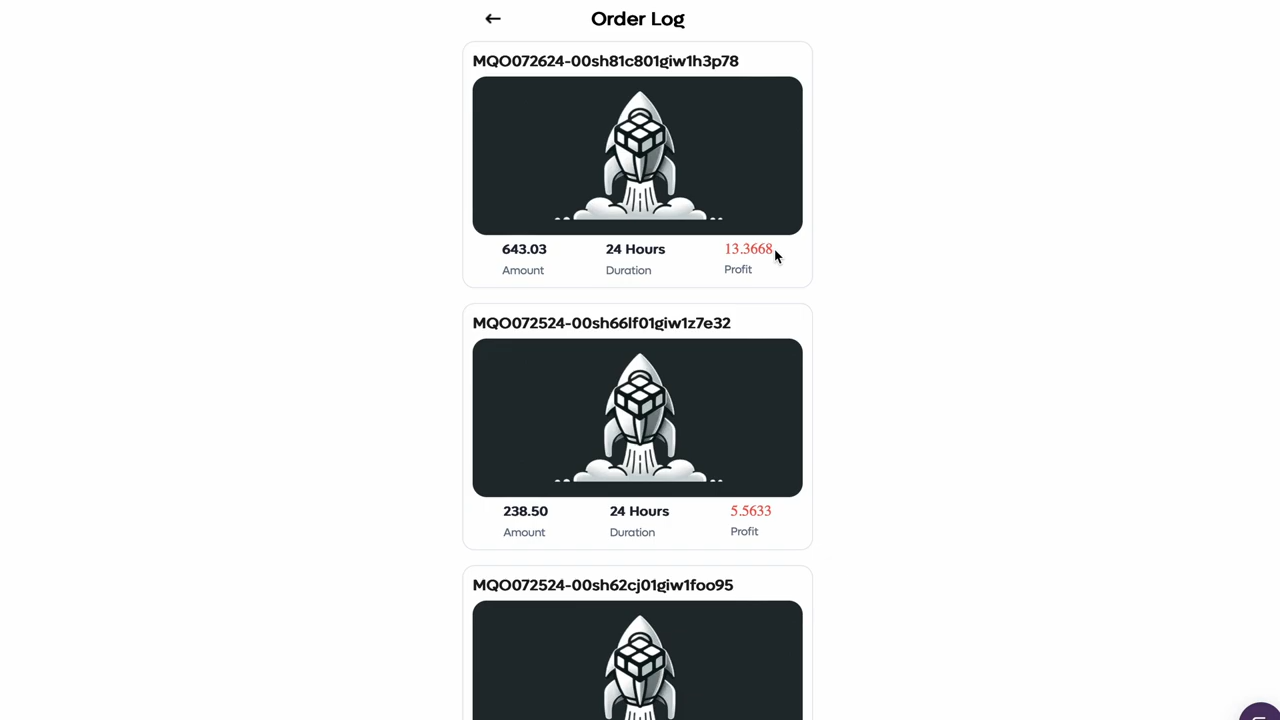 Order Log
MQO072624-00sh81c801giw1h3p78
643.03 24 Hours 13.3668
Amount Duration Profit
MQO072524-00sh66lf01giw1z7e32
238.50 24 Hours 5.5633
Amount Duration Profit
MQO072524-00sh62cj01giw1foo95